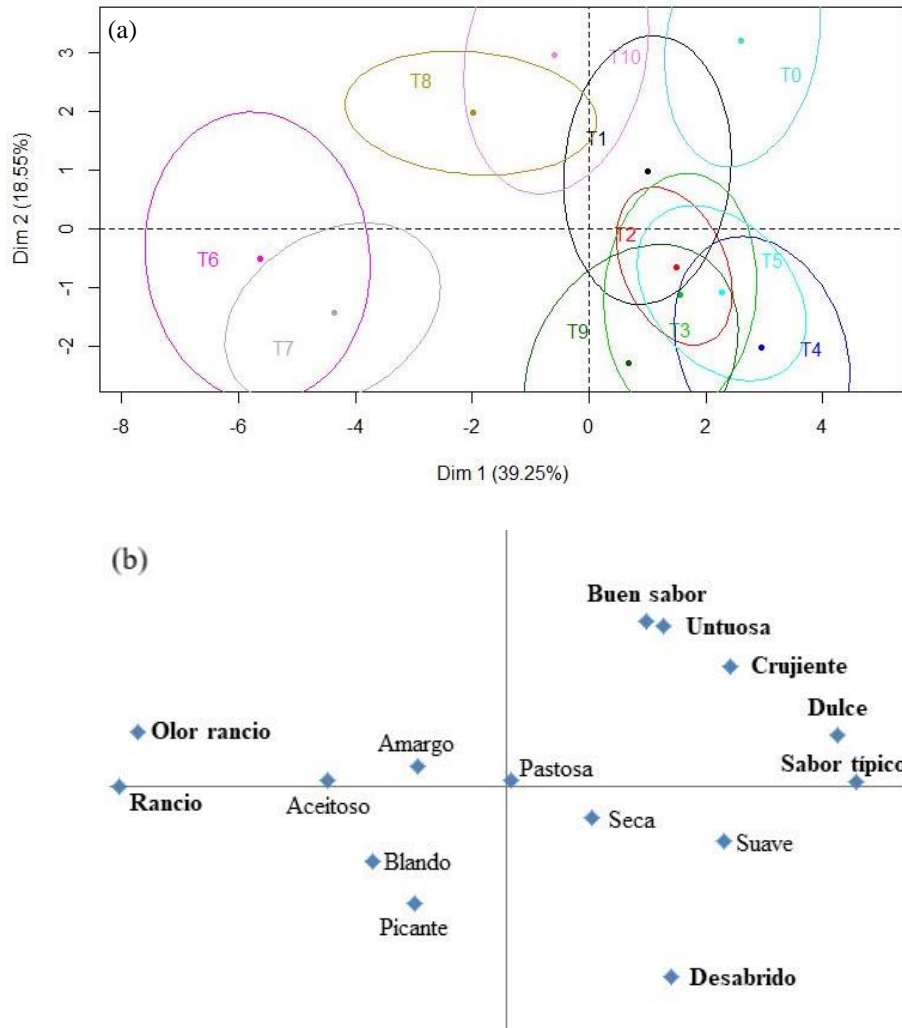 (a)
3
2
1
0
-1
-2
T10
T0
T8
T1
T2
T6
T5
T7
T9
T3
T4
-8 -6 -4 -2 0 2 4
Dim 1 (39.25%)
Dim 2 (18.55%)
(b)
Buen sabor
Untuosa
Crujiente
Dulce
Olor rancio
Amargo
Pastosa
Sabor típico
Rancio
Aceitoso
Seca
Suave
Blando
Picante
Desabrido